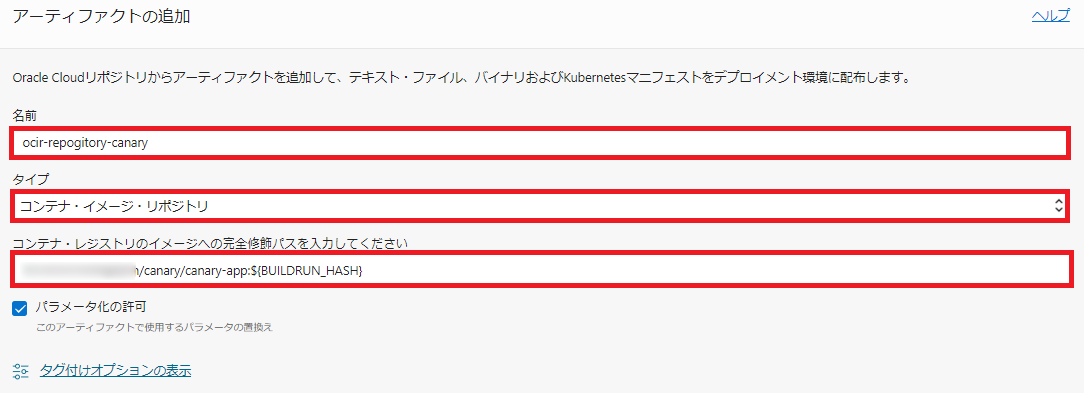 アーティファクトの追加
ヘルプ
Oracle Cloudリポジトリからアーティファクトを追加して、テキスト・ファイル、バイナリおよびKubernetesマニフェストをデプロイメント環境に配布します。
名前
ocir-repogitory-canary
タイプ
コンテナ・イメージ・リポジトリ
コンテナ・レジストリのイメージへの完全修飾パスを入力してください
/canary/canary-app:${BUILDRUN_HASH}
パラメータ化の許可
このアーティファクトで使用するパラメータの置換え
タグ付けオプションの表示